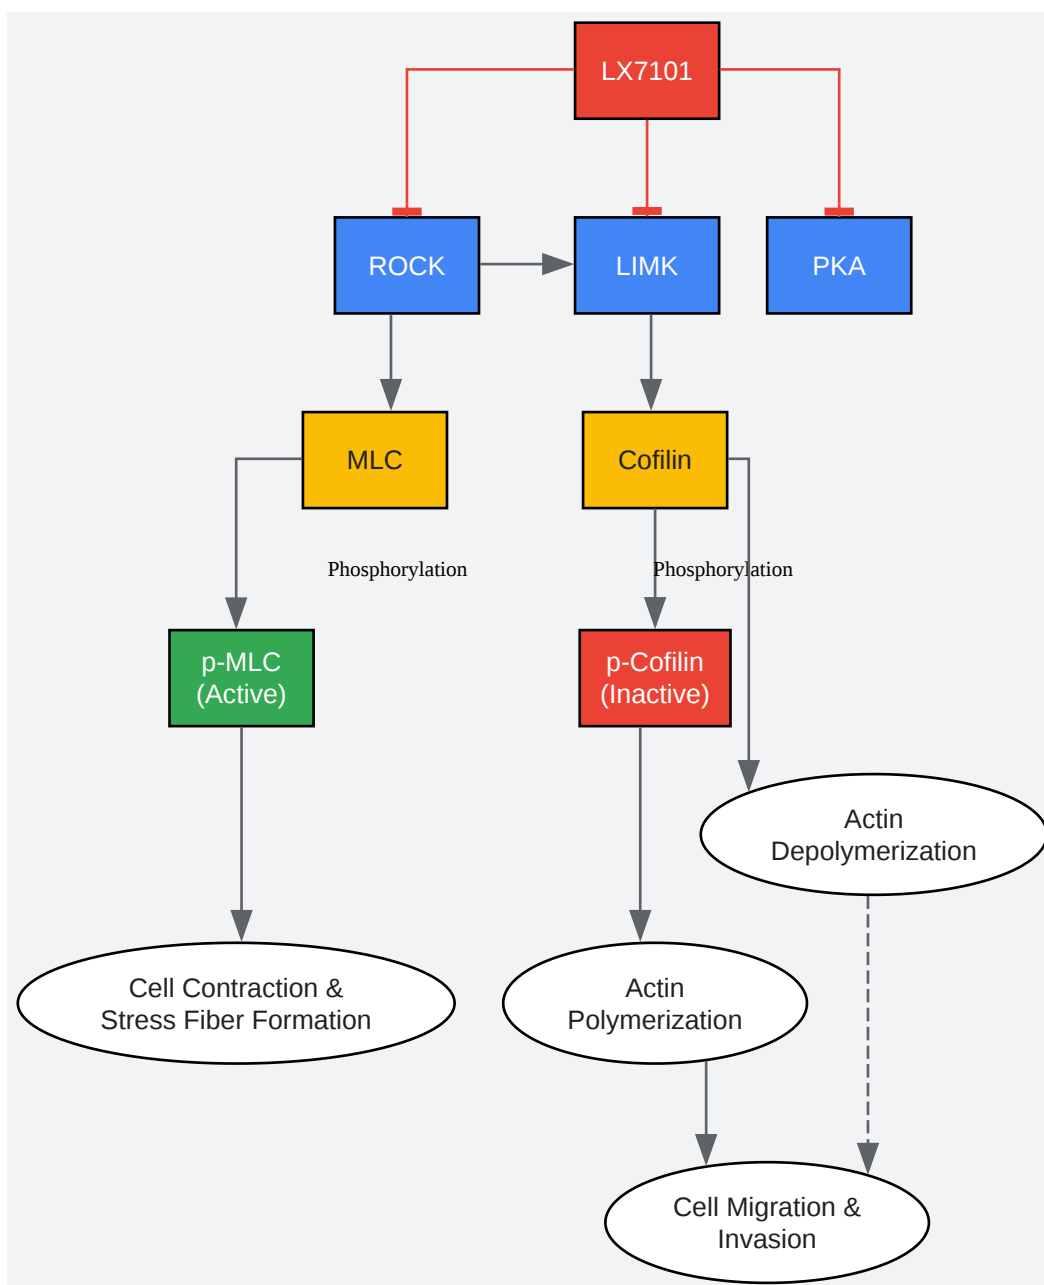 LX7101
ROCK
LIMK
PKA
MLC
Cofilin
Phosphorylation
Phosphorylation
p-MLC
(Active)
p-Cofilin
(Inactive)
Actin
Depolymerization
Cell Contraction &
Stress Fiber Formation
Actin
Polymerization
Cell Migration &
Invasion